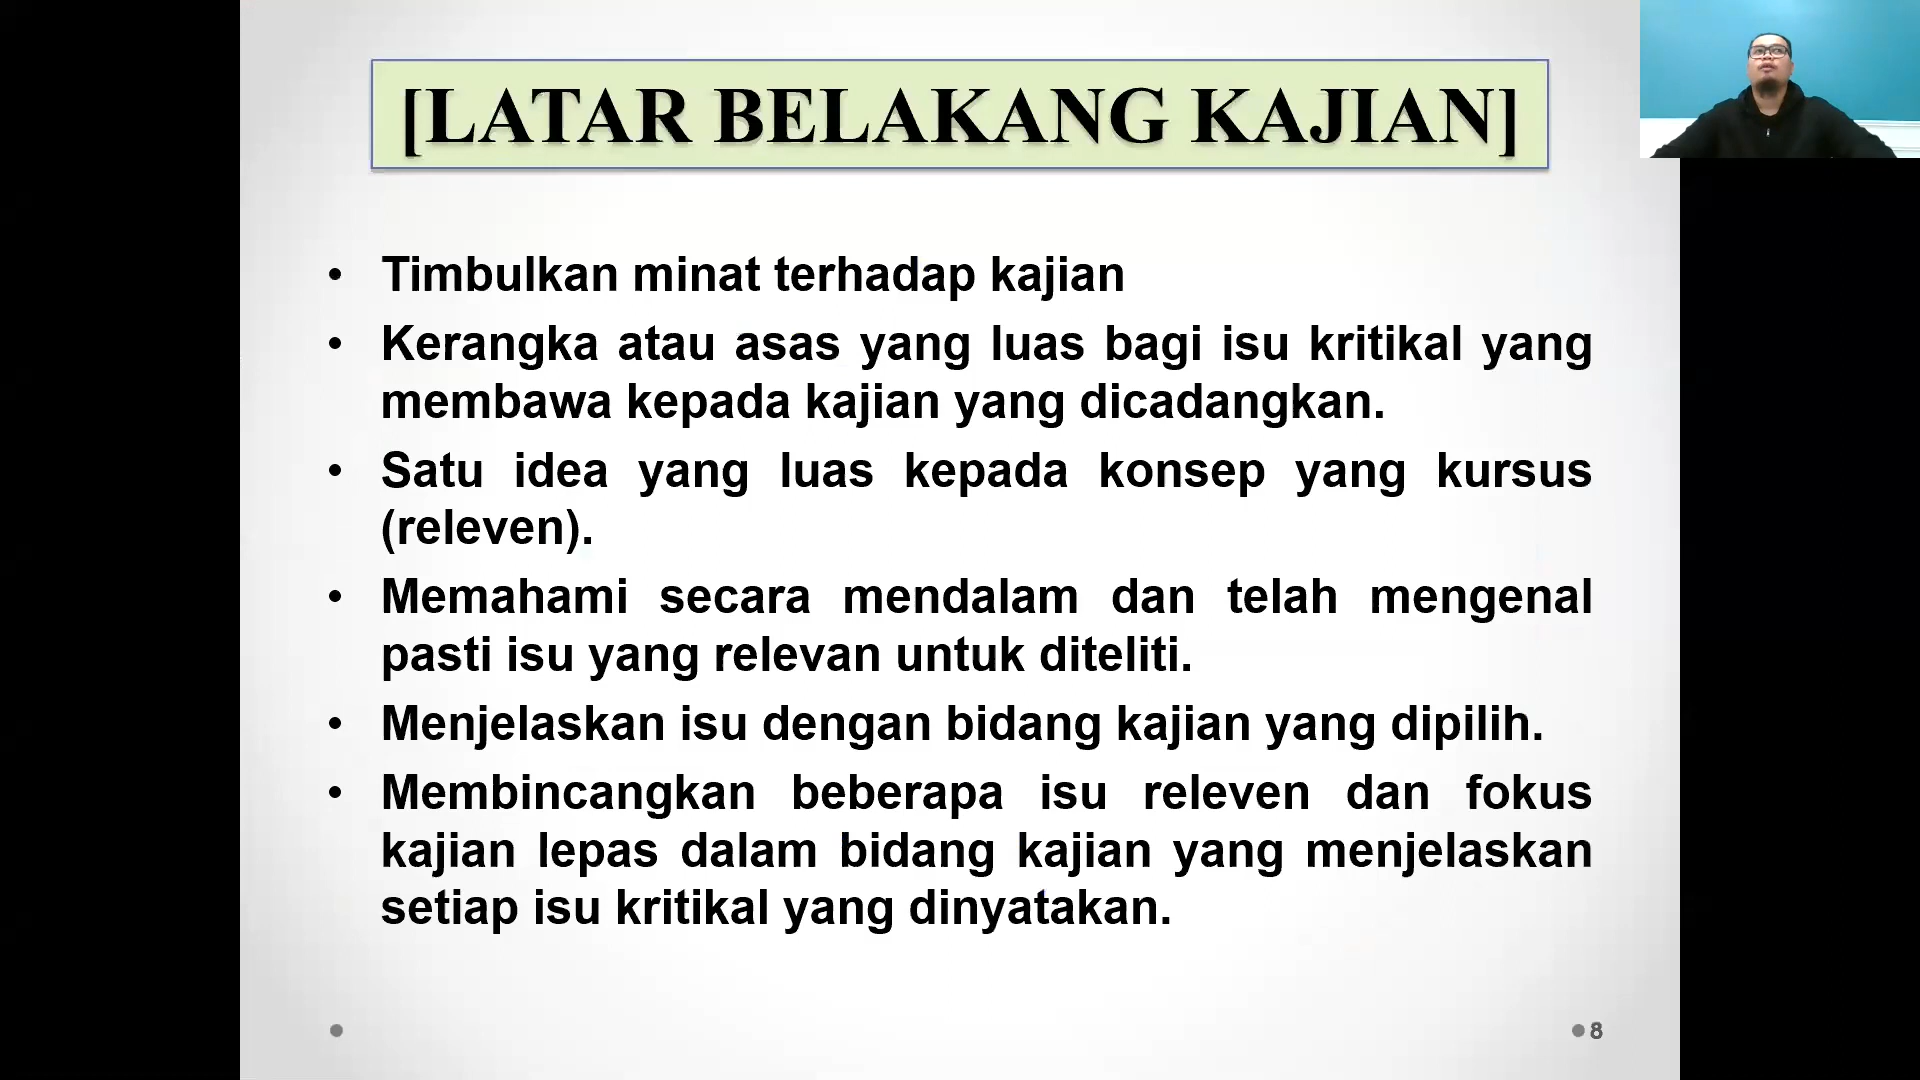 [LATAR BELAKANG KAJIAN]
• Timbulkan minat terhadap kajian
• Kerangka atau asas yang luas bagi isu kritikal yang
membawa kepada kajian yang dicadangkan.
• Satu idea yang luas kepada konsep yang kursus
(releven).
• Memahami secara mendalam dan telah mengenal
pasti isu yang relevan untuk diteliti.
• Menjelaskan isu dengan bidang kajian yang dipilih.
• Membincangkan beberapa isu releven dan fokus
kajian lepas dalam bidang kajian yang menjelaskan
setiap isu kritikal yang dinyatakan.
8